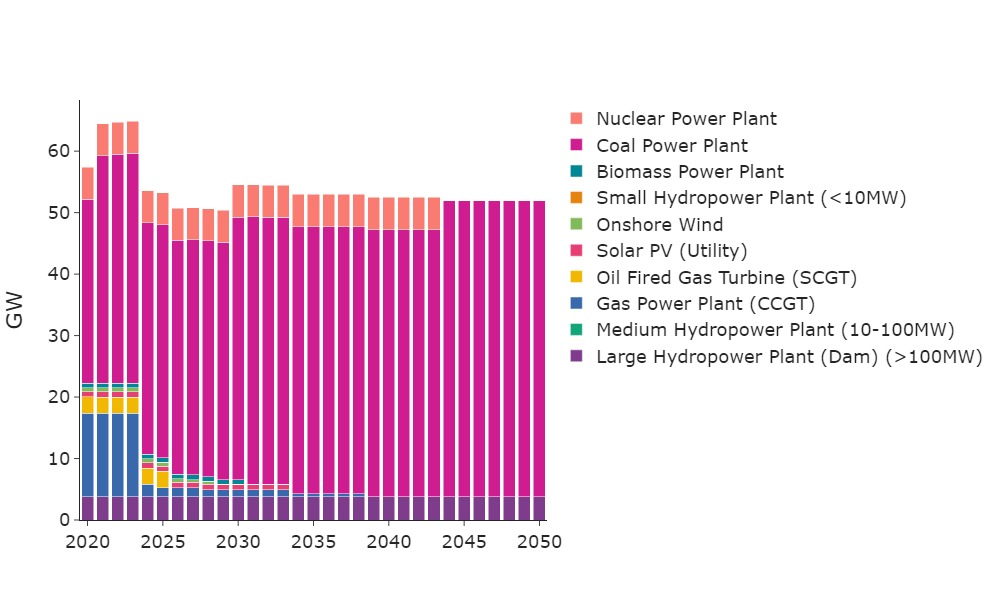 GW
60
50
40
30
20
10
0
2020 2025 2030 2035 2040 2045 2050
Nuclear Power Plant
Coal Power Plant
Biomass Power Plant
Small Hydropower Plant (<10MW)
Onshore Wind
Solar PV (Utility)
Oil Fired Gas Turbine (SCGT)
Gas Power Plant (CCGT)
Medium Hydropower Plant (10-100MW)
Large Hydropower Plant (Dam) (>100MW)